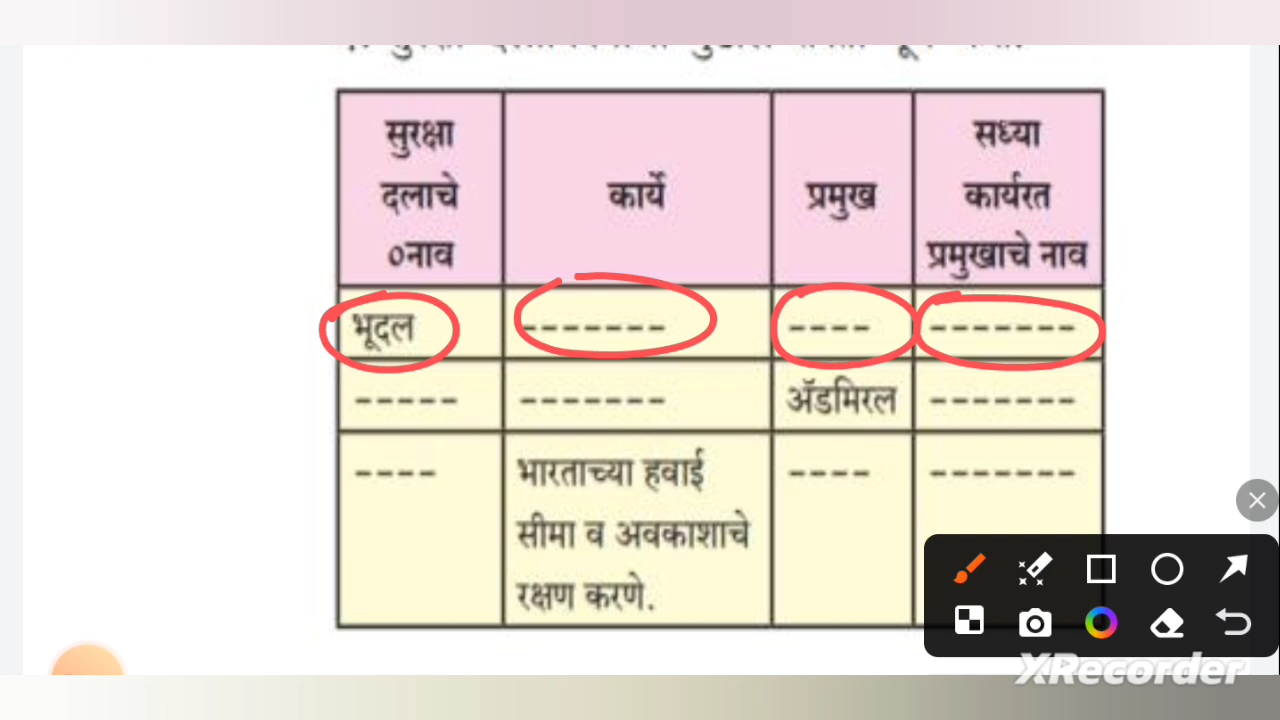 सुरक्षा दलाचे ०नाव	कार्ये	प्रमुख	सध्या कार्यरत प्रमुखाचे नाव
भूदल	-------	----	-------
-----	-------	ॲडमिरल	-------
----	भारताच्या हवाई सीमा व अवकाशाचे रक्षण करणे.	----	-------
XRecorder